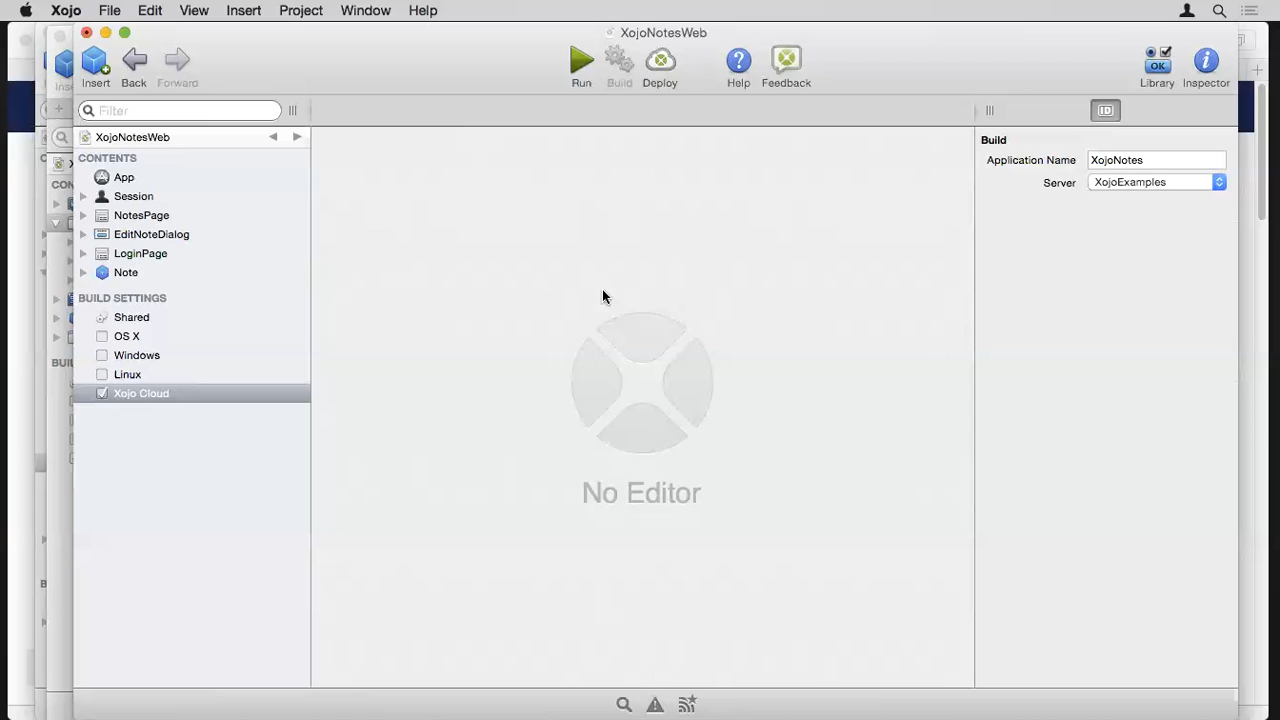 Xojo File Edit View Insert Project Window Help
XojoNotesWeb
Insert Back Forward Run Build Deploy Help Feedback Library Inspector
OK
Filter
ID
XojoNotesWeb
CONTENTS
App
Session
NotesPage
EditNoteDialog
LoginPage
Note
BUILD SETTINGS
Shared
OS X
Windows
Linux
Xojo Cloud
No Editor
Build
Application Name XojoNotes
Server XojoExamples